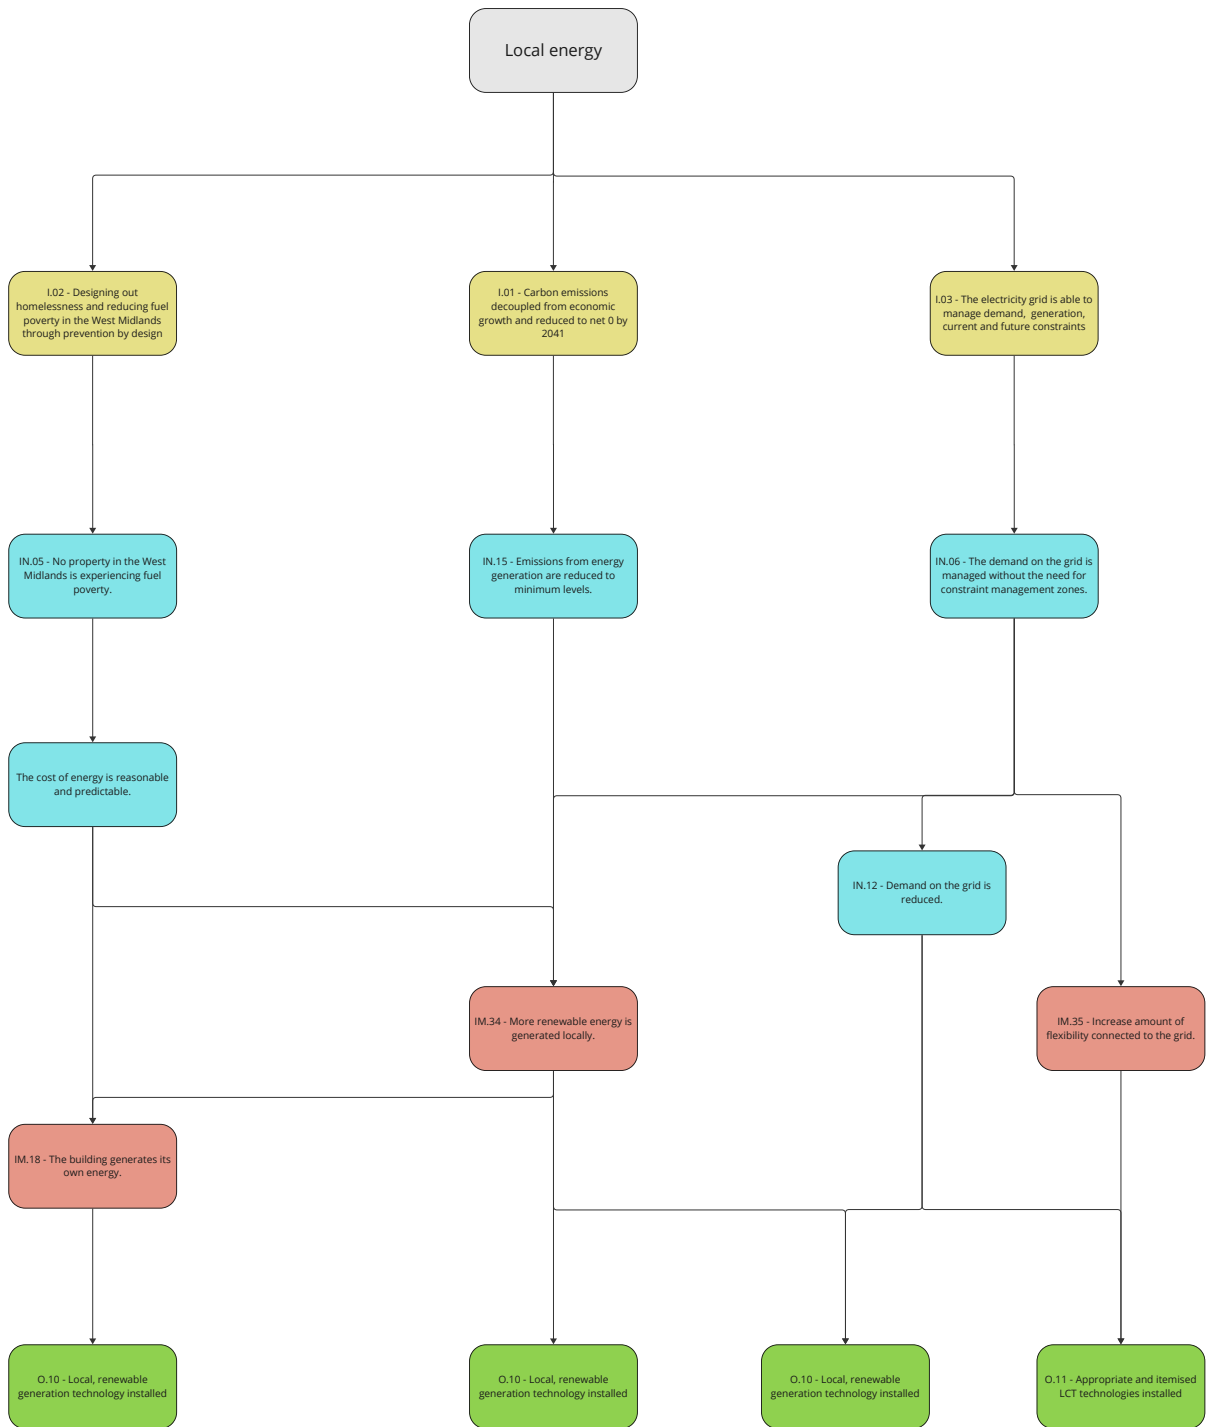 Local energy
I.02 - Designing out
homelessness and reducing fuel
poverty in the West Midlands
through prevention by design
I.01 - Carbon emissions
decoupled from economic
growth and reduced to net 0 by
2041
I.03 - The electricity grid is able to
manage demand,  generation,
current and future constraints
IN.05 - No property in the West
Midlands is experiencing fuel
poverty.
IN.15 - Emissions from energy
generation are reduced to
minimum levels.
IN.06 - The demand on the grid is
managed without the need for
constraint management zones.
The cost of energy is reasonable
and predictable.
IN.12 - Demand on the grid is
reduced.
IM.34 - More renewable energy is
generated locally.
IM.35 - Increase amount of
flexibility connected to the grid.
IM.18 - The building generates its
own energy.
O.10 - Local, renewable
generation technology installed
O.10 - Local, renewable
generation technology installed
O.10 - Local, renewable
generation technology installed
O.11 - Appropriate and itemised
LCT technologies installed